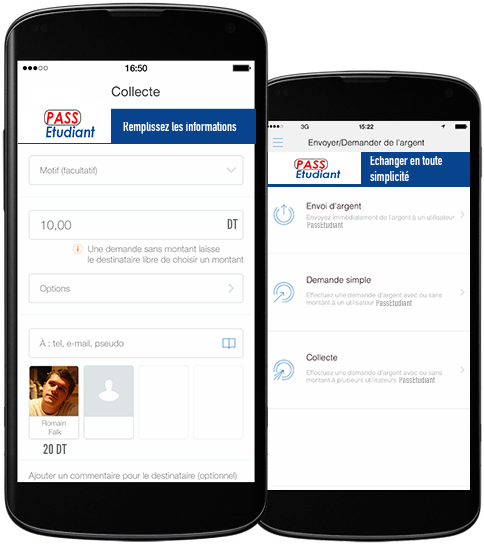 16:50
Collecte
PASS
Etudiant
Remplissez les informations
Motif (facultatif)
10,00 DT
i Une demande sans montant laisse
le destinataire libre de choisir un montant
Options
À : tel, e-mail, pseudo
Romain
Falk
20 DT
Ajouter un commentaire pour le destinataire (optionnel)
3G 15:22
Envoyer/Demander de l'argent
PASS
Etudiant
Echanger en toute
simplicité
Envoi d'argent
Envoyez immédiatement de l'argent à un utilisateur
PassEtudiant
Demande simple
Effectuez une demande d'argent avec ou sans
montant à un utilisateur PassEtudiant
Collecte
Effectuez une demande d'argent avec ou sans
montant à plusieurs utilisateurs PassEtudiant